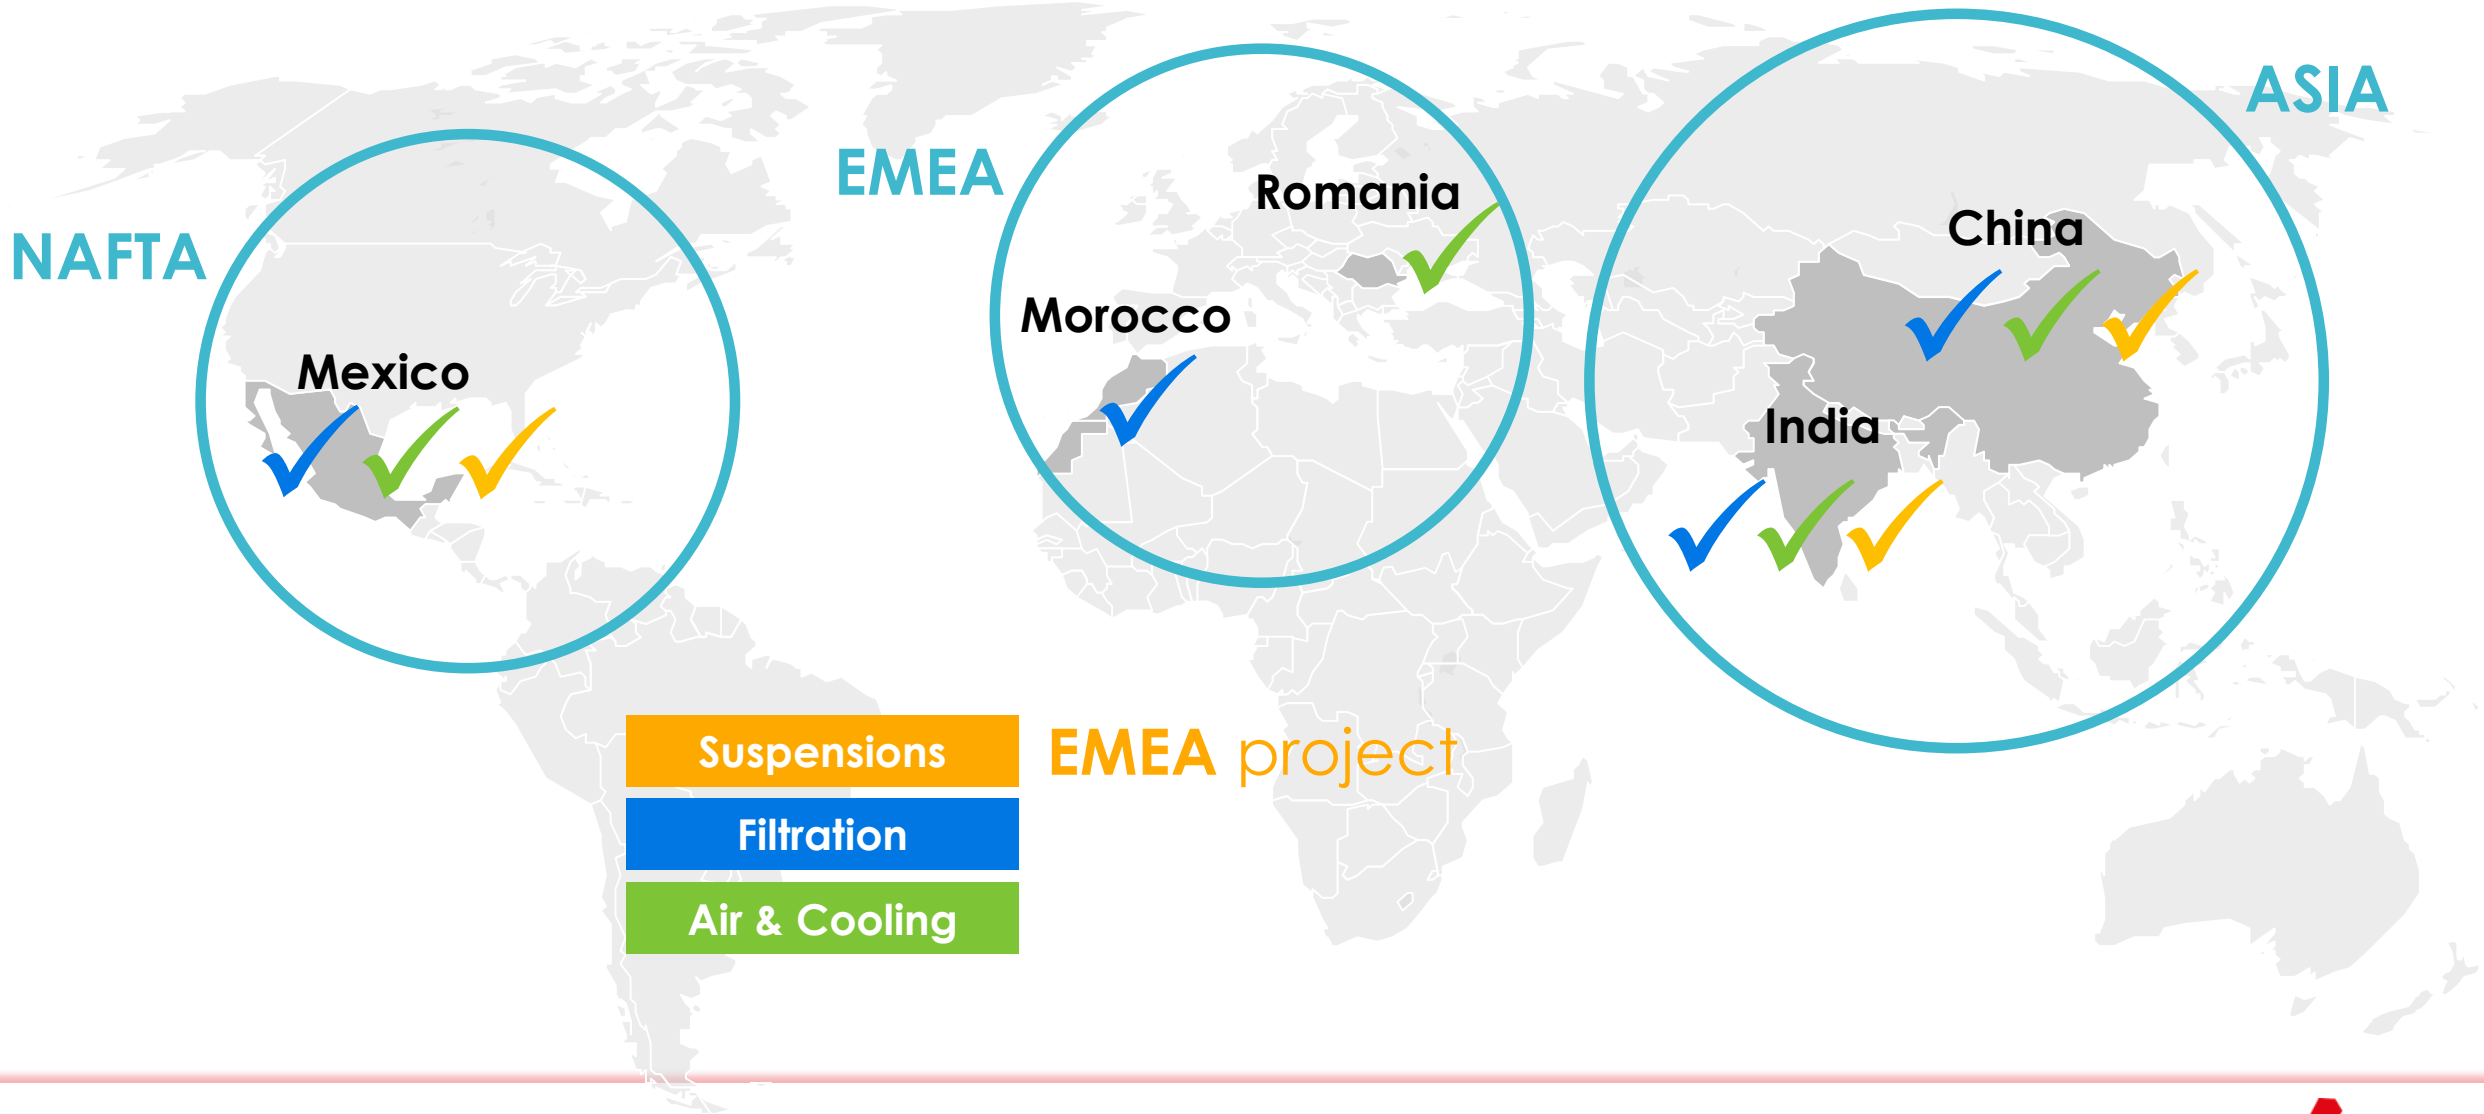 ASIA
EMEA
Romania
China
NAFTA
Morocco
Mexico
India
Suspensions
EMEA project
Filtration
Air & Cooling